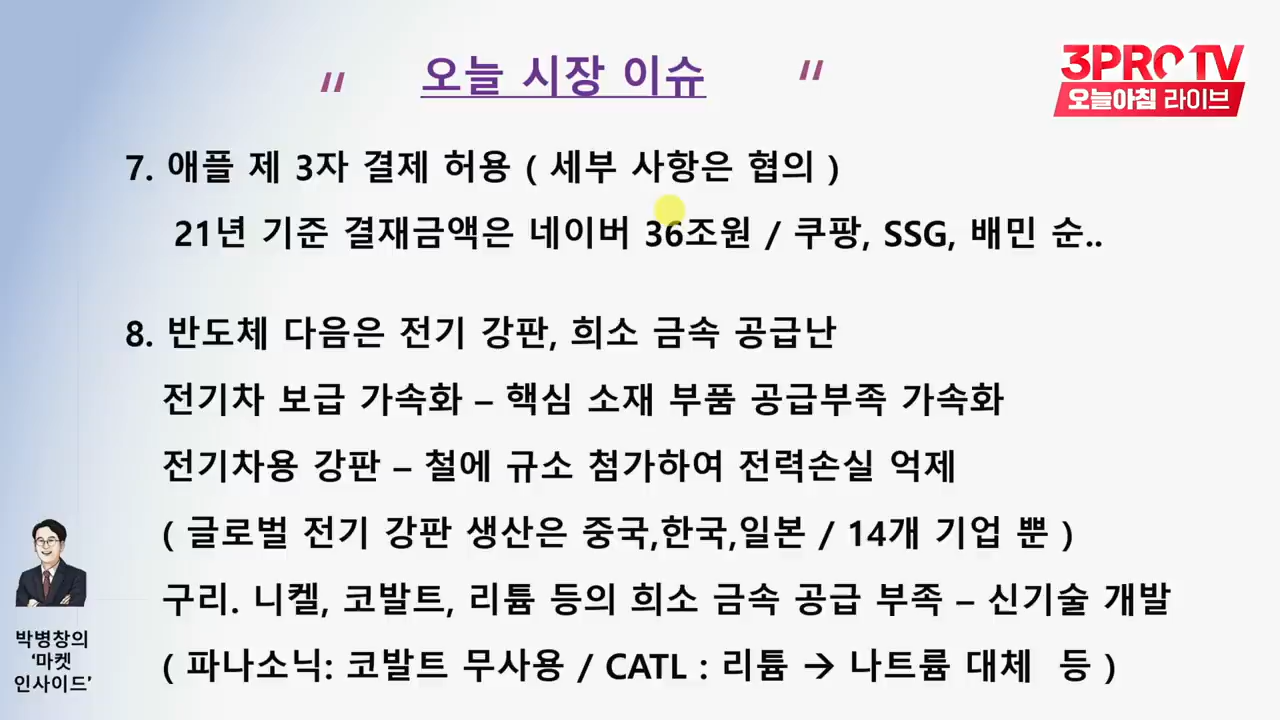 " 오늘 시장 이슈 "
3PRO TV
오늘아침 라이브
7. 애플 제 3자 결제 허용 ( 세부 사항은 협의 )
21년 기준 결재금액은 네이버 36조원 / 쿠팡, SSG, 배민 순..
8. 반도체 다음은 전기 강판, 희소 금속 공급난
전기차 보급 가속화 – 핵심 소재 부품 공급부족 가속화
전기차용 강판 – 철에 규소 첨가하여 전력손실 억제
( 글로벌 전기 강판 생산은 중국,한국,일본 / 14개 기업 뿐 )
구리. 니켈, 코발트, 리튬 등의 희소 금속 공급 부족 – 신기술 개발
( 파나소닉: 코발트 무사용 / CATL : 리튬 → 나트륨 대체 등 )
박병창의
‘마켓
인사이드’